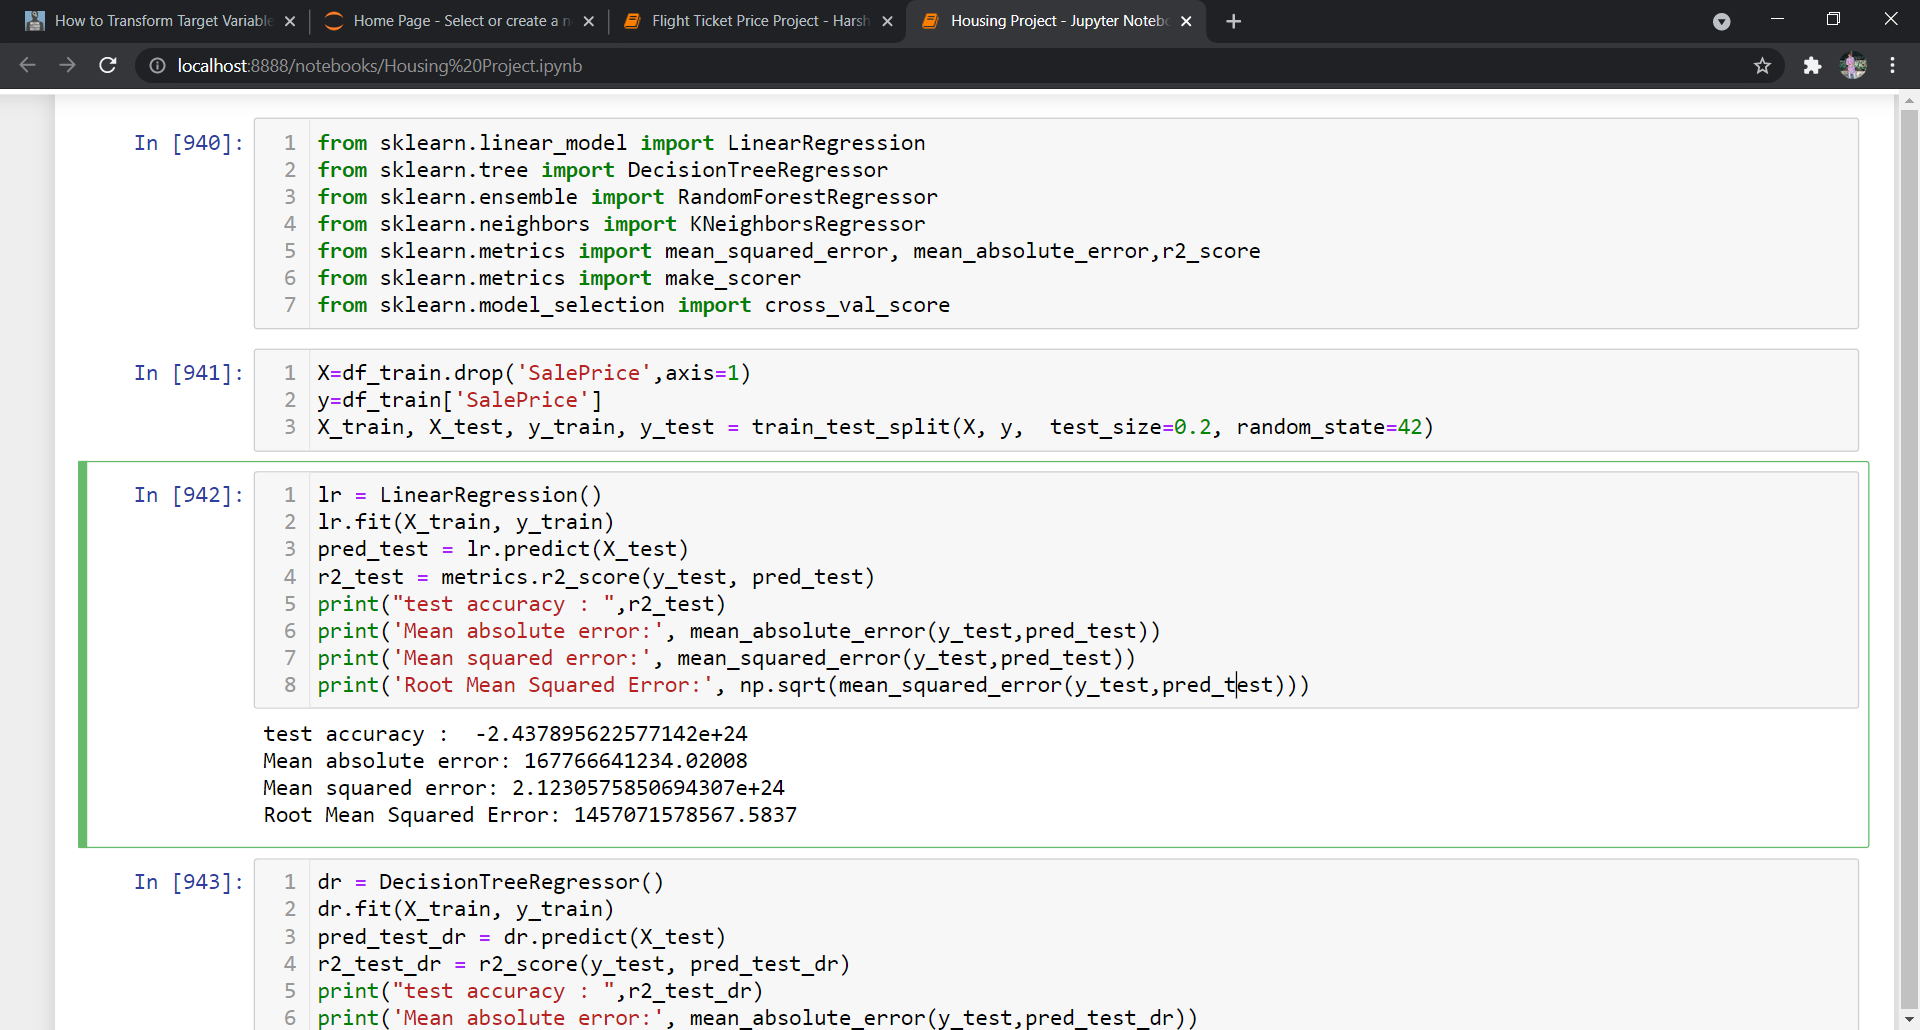 How to Transform Target Variable
Home Page - Select or create a n
Flight Ticket Price Project - Harsh
Housing Project - Jupyter Notebo
localhost:8888/notebooks/Housing%20Project.ipynb
In [940]:
1 from sklearn.linear_model import LinearRegression
2 from sklearn.tree import DecisionTreeRegressor
3 from sklearn.ensemble import RandomForestRegressor
4 from sklearn.neighbors import KNeighborsRegressor
5 from sklearn.metrics import mean_squared_error, mean_absolute_error,r2_score
6 from sklearn.metrics import make_scorer
7 from sklearn.model_selection import cross_val_score
In [941]:
1 X=df_train.drop('SalePrice',axis=1)
2 y=df_train['SalePrice']
3 X_train, X_test, y_train, y_test = train_test_split(X, y,  test_size=0.2, random_state=42)
In [942]:
1 lr = LinearRegression()
2 lr.fit(X_train, y_train)
3 pred_test = lr.predict(X_test)
4 r2_test = metrics.r2_score(y_test, pred_test)
5 print("test accuracy : ",r2_test)
6 print('Mean absolute error:', mean_absolute_error(y_test,pred_test))
7 print('Mean squared error:', mean_squared_error(y_test,pred_test))
8 print('Root Mean Squared Error:', np.sqrt(mean_squared_error(y_test,pred_test)))
test accuracy :  -2.437895622577142e+24
Mean absolute error: 167766641234.02008
Mean squared error: 2.1230575850694307e+24
Root Mean Squared Error: 1457071578567.5837
In [943]:
1 dr = DecisionTreeRegressor()
2 dr.fit(X_train, y_train)
3 pred_test_dr = dr.predict(X_test)
4 r2_test_dr = r2_score(y_test, pred_test_dr)
5 print("test accuracy : ",r2_test_dr)
6 print('Mean absolute error:', mean_absolute_error(y_test,pred_test_dr))